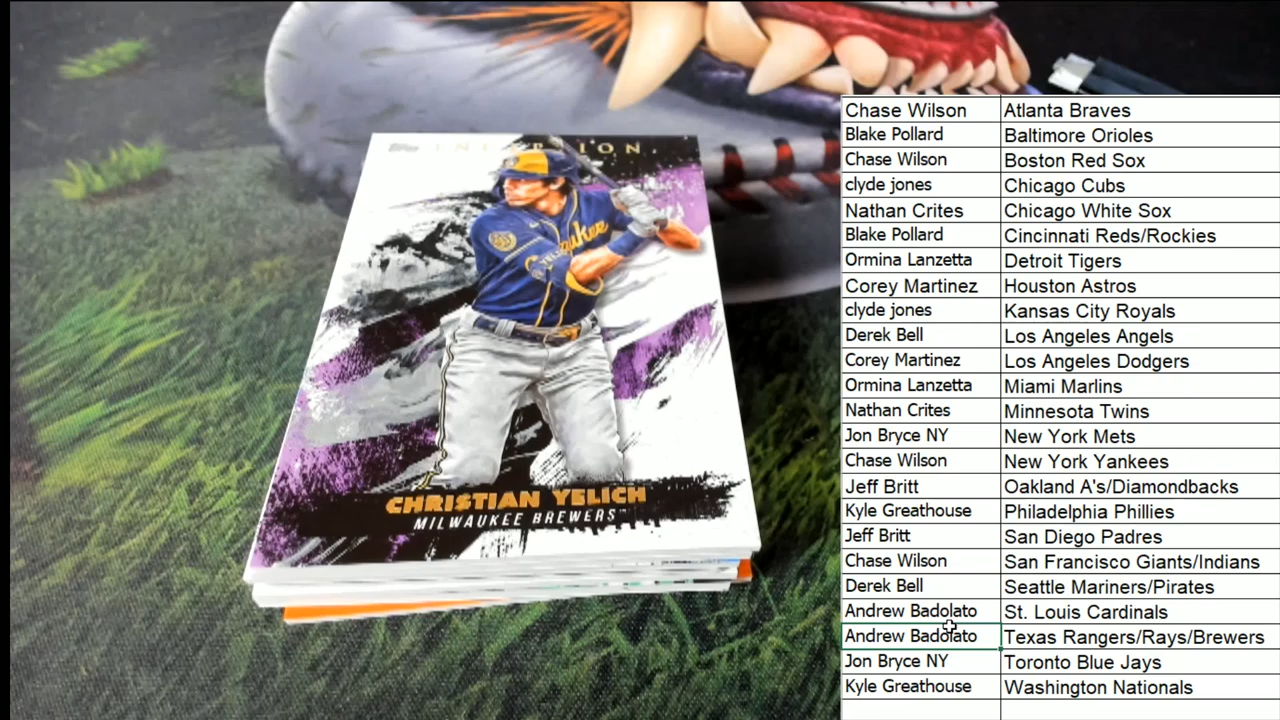 INCEPTION
CHRISTIAN YELICH
MILWAUKEE BREWERS
Chase Wilson Atlanta Braves
Blake Pollard Baltimore Orioles
Chase Wilson Boston Red Sox
clyde jones Chicago Cubs
Nathan Crites Chicago White Sox
Blake Pollard Cincinnati Reds/Rockies
Ormina Lanzetta Detroit Tigers
Corey Martinez Houston Astros
clyde jones Kansas City Royals
Derek Bell Los Angeles Angels
Corey Martinez Los Angeles Dodgers
Ormina Lanzetta Miami Marlins
Nathan Crites Minnesota Twins
Jon Bryce NY New York Mets
Chase Wilson New York Yankees
Jeff Britt Oakland A's/Diamondbacks
Kyle Greathouse Philadelphia Phillies
Jeff Britt San Diego Padres
Chase Wilson San Francisco Giants/Indians
Derek Bell Seattle Mariners/Pirates
Andrew Badolato St. Louis Cardinals
Andrew Badolato Texas Rangers/Rays/Brewers
Jon Bryce NY Toronto Blue Jays
Kyle Greathouse Washington Nationals